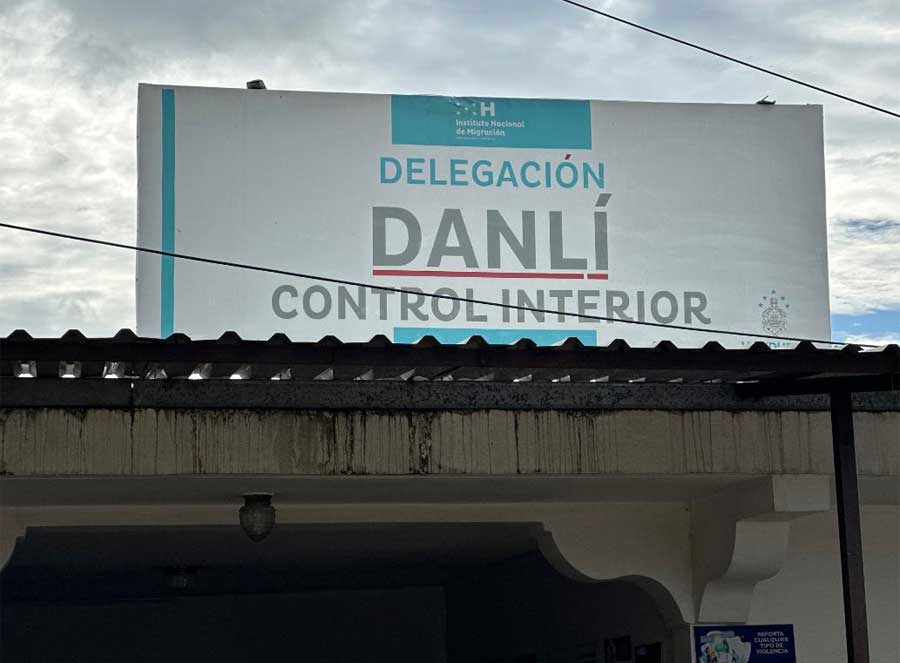 H
Instituto Nacional
de Migración
DELEGACIÓN
DANLÍ
CONTROL INTERIOR
REPORTA
CUALQUIER
TIPO DE
VIOLENCIA